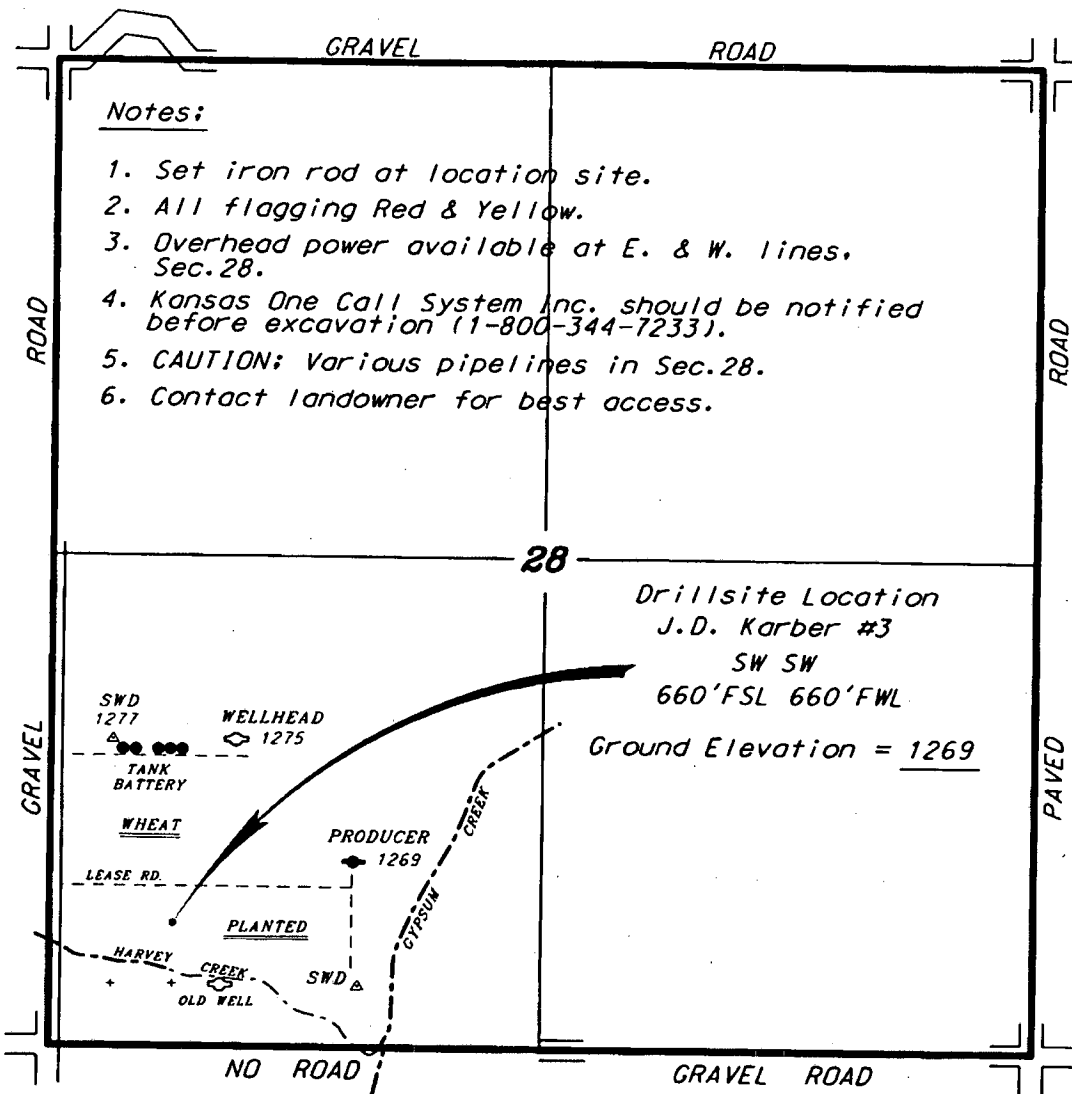 GRAVEL ROAD
Notes:
1. Set iron rod at location site.
2. All flagging Red & Yellow.
3. Overhead power available at E. & W. lines,
Sec.28.
4. Kansas One Call System Inc. should be notified
before excavation (1-800-344-7233).
5. CAUTION: Various pipelines in Sec.28.
6. Contact landowner for best access.
ROAD
ROAD
28
Drillsite Location
J.D. Karber #3
SW SW
660'FSL 660'FWL
Ground Elevation = 1269
SWD
1277
WELLHEAD
1275
TANK
BATTERY
GRAVEL
PAVED
WHEAT
PRODUCER
1269
LEASE RD.
PLANTED
GYPSUM CREEK
HARVEY CREEK
SWD
OLD WELL
NO ROAD
GRAVEL ROAD